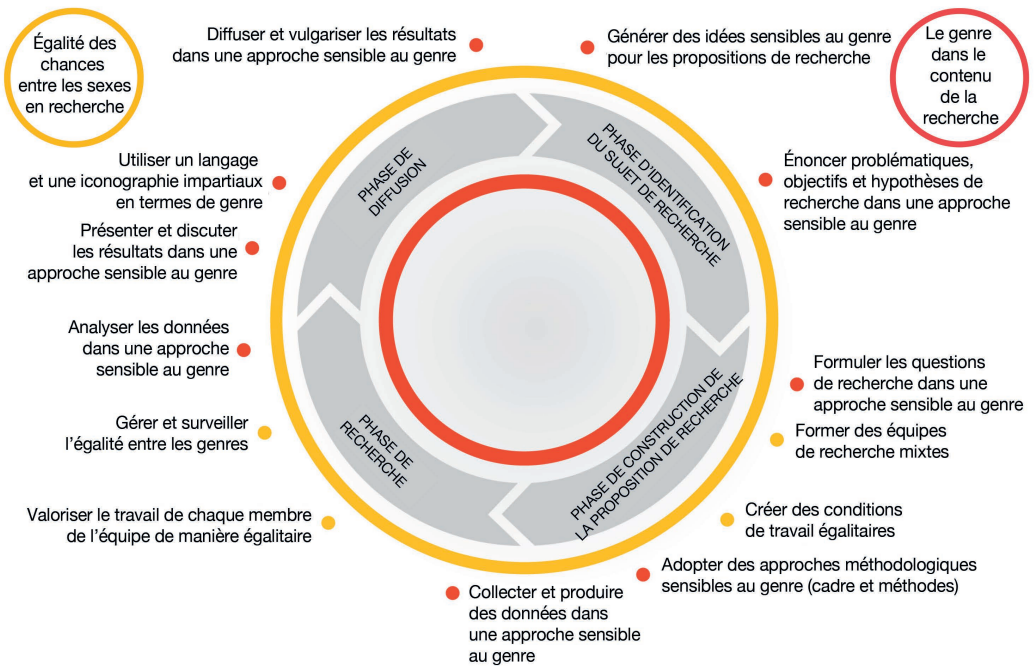 Égalité des
chances
entre les sexes
en recherche
Diffuser et vulgariser les résultats
dans une approche sensible au genre
Générer des idées sensibles au genre
pour les propositions de recherche
Le genre
dans le
contenu
de la
recherche
PHASE D'IDENTIFICATION
DU SUJET DE RECHERCHE
Énoncer problématiques,
objectifs et hypothèses de
recherche dans une approche
sensible au genre
PHASE DE CONSTRUCTION DE
LA PROPOSITION DE RECHERCHE
Formuler les questions
de recherche dans une
approche sensible au genre
Former des équipes
de recherche mixtes
Créer des conditions
de travail égalitaires
Adopter des approches méthodologiques
sensibles au genre (cadre et méthodes)
PHASE DE
RECHERCHE
Collecter et produire
des données dans
une approche sensible
au genre
Valoriser le travail de chaque membre
de l'équipe de manière égalitaire
Gérer et surveiller
l'égalité entre les genres
Analyser les données
dans une approche
sensible au genre
PHASE DE
DIFFUSION
Présenter et discuter
les résultats dans une
approche sensible au genre
Utiliser un langage
et une iconographie impartiaux
en termes de genre